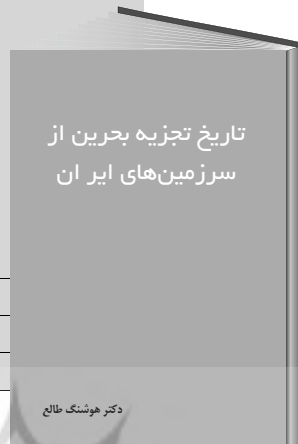 تاریخ تجزیه بحرین از
سرزمین‌های ایر ان
دکتر هوشنگ طالع